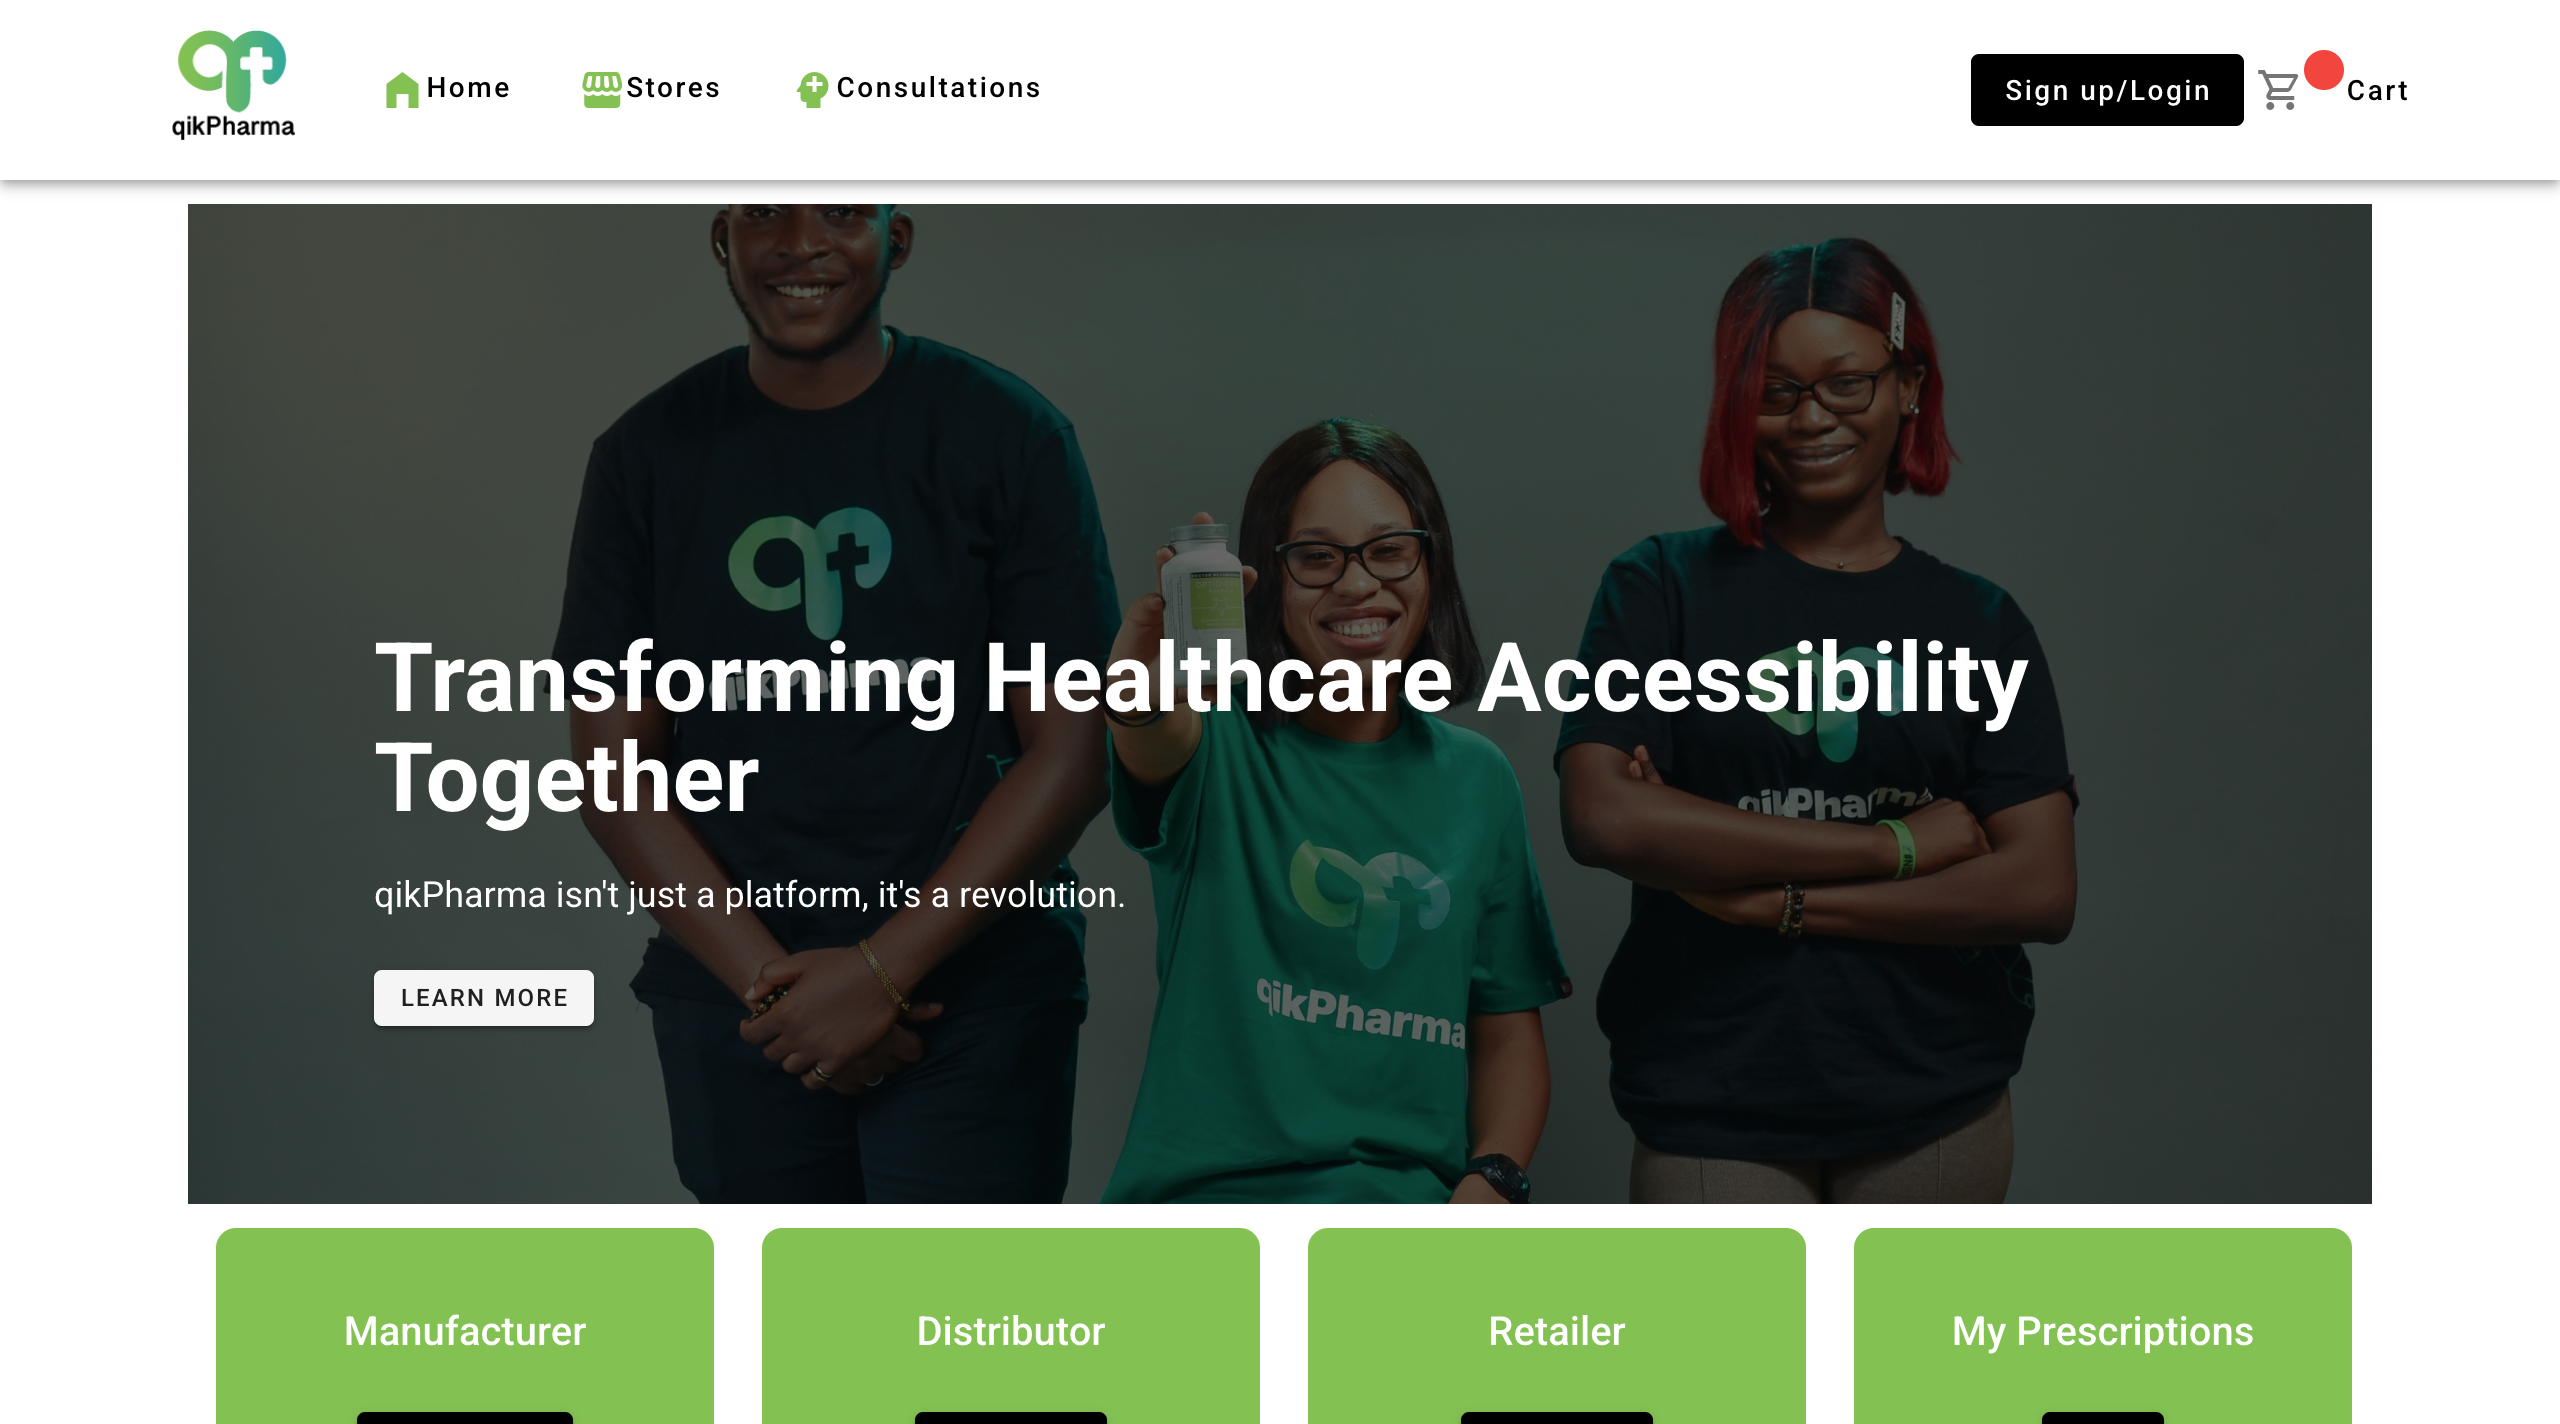 qikPharma
Home
Stores
Consultations
Sign up/Login
Cart
Transforming Healthcare Accessibility
Together
qikPharma isn't just a platform, it's a revolution.
LEARN MORE
qikPharma
Manufacturer
Distributor
Retailer
My Prescriptions